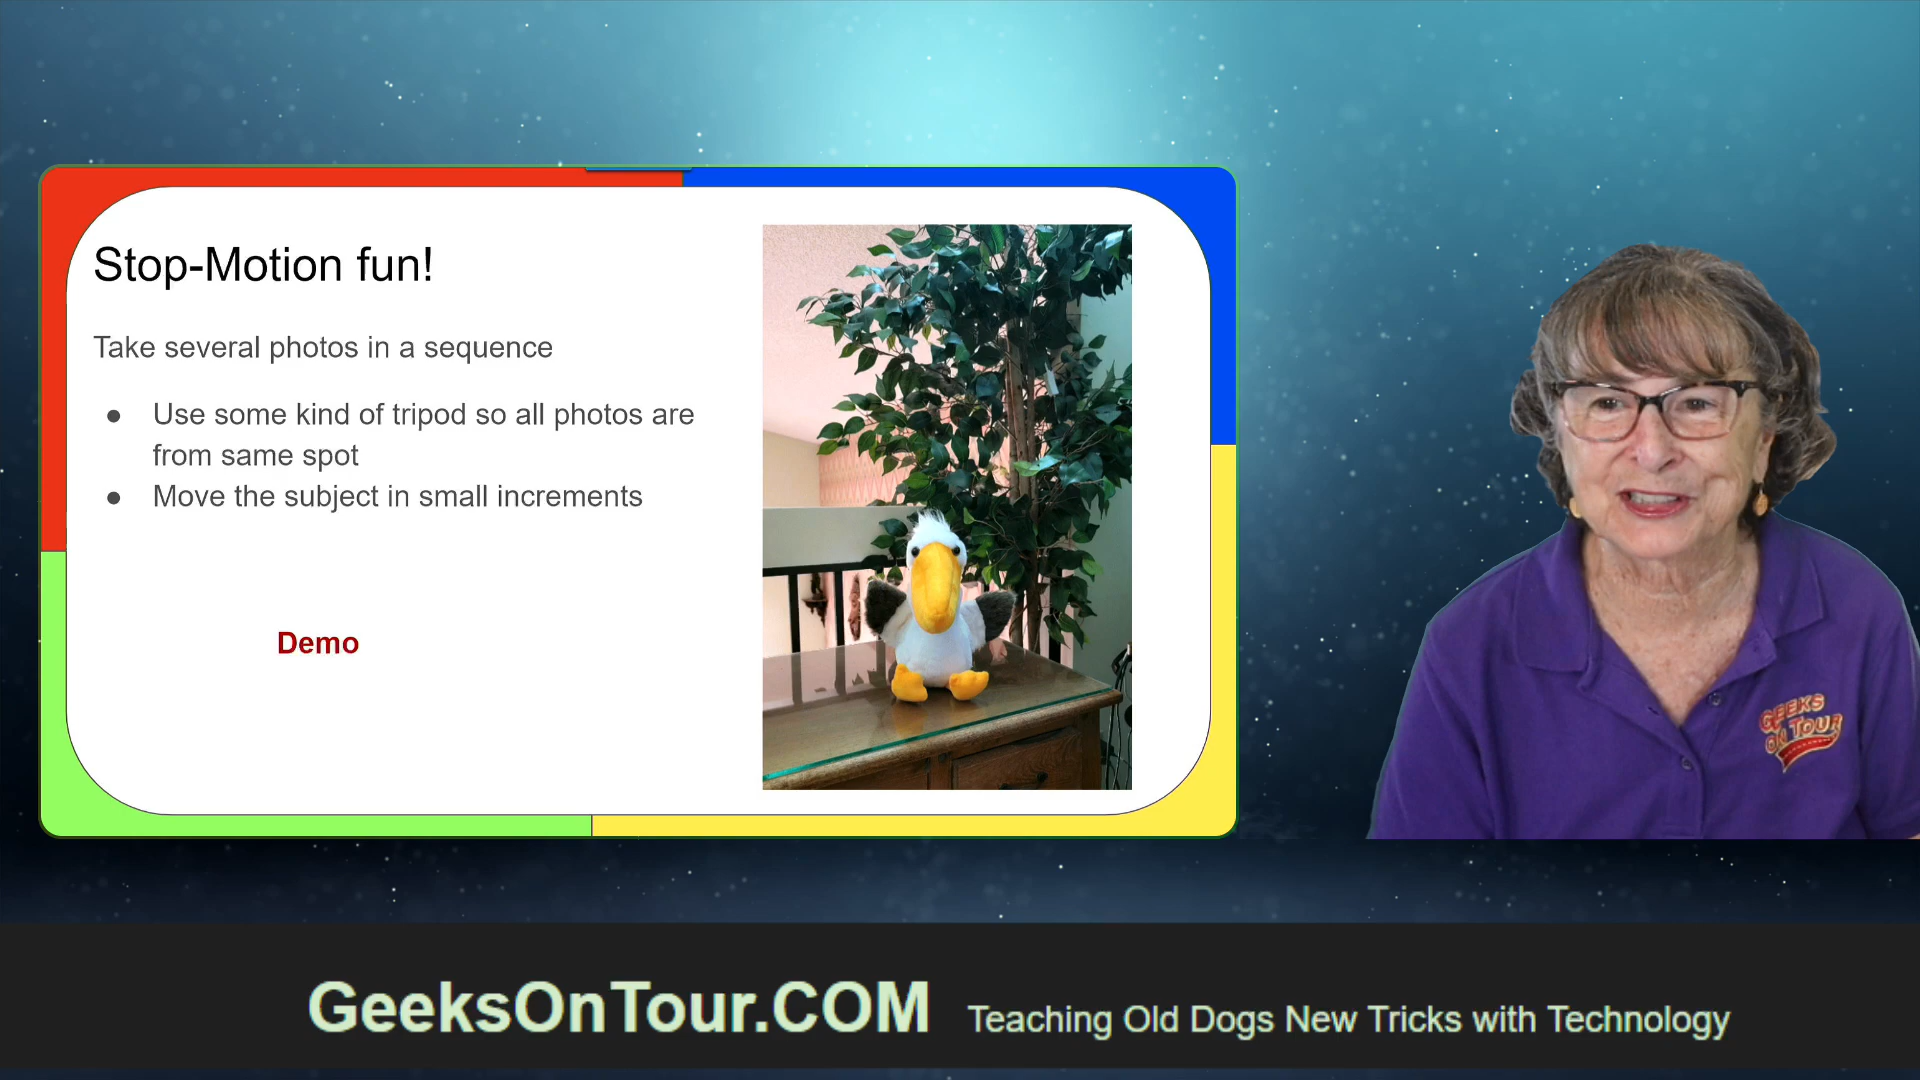 Stop-Motion fun!
Take several photos in a sequence
● Use some kind of tripod so all photos are
from same spot
● Move the subject in small increments
Demo
GEEKS
ON TOUR
GeeksOnTour.COM Teaching Old Dogs New Tricks with Technology